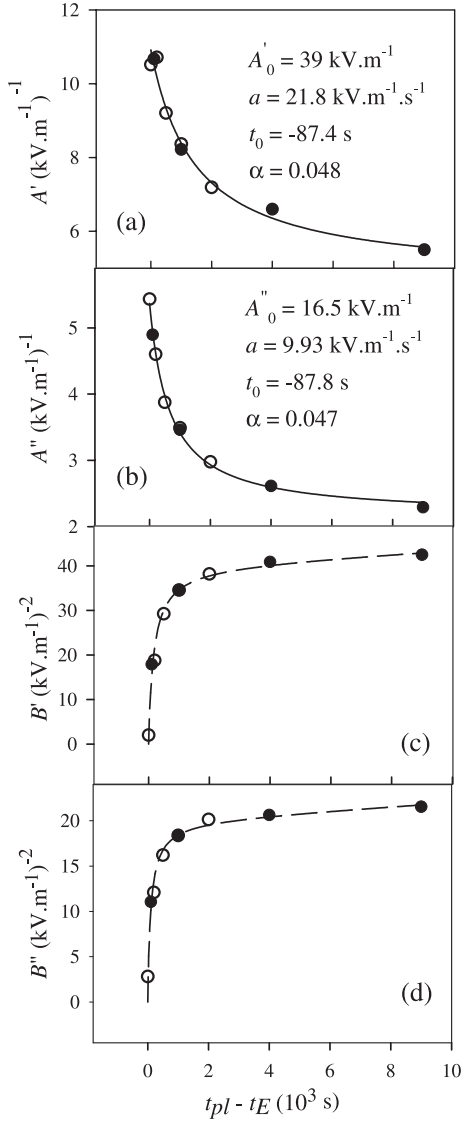 12
10
8
6
A' (kV.m⁻¹)⁻¹
A'₀ = 39 kV.m⁻¹
a = 21.8 kV.m⁻¹.s⁻¹
t₀ = -87.4 s
α = 0.048
(a)
5
4
3
2
A" (kV.m⁻¹)⁻¹
A"₀ = 16.5 kV.m⁻¹
a = 9.93 kV.m⁻¹.s⁻¹
t₀ = -87.8 s
α = 0.047
(b)
40
30
20
10
0
B' (kV.m⁻¹)⁻²
(c)
20
15
10
5
0
B" (kV.m⁻¹)⁻²
(d)
0 2 4 6 8 10
t_pl - t_E (10³ s)